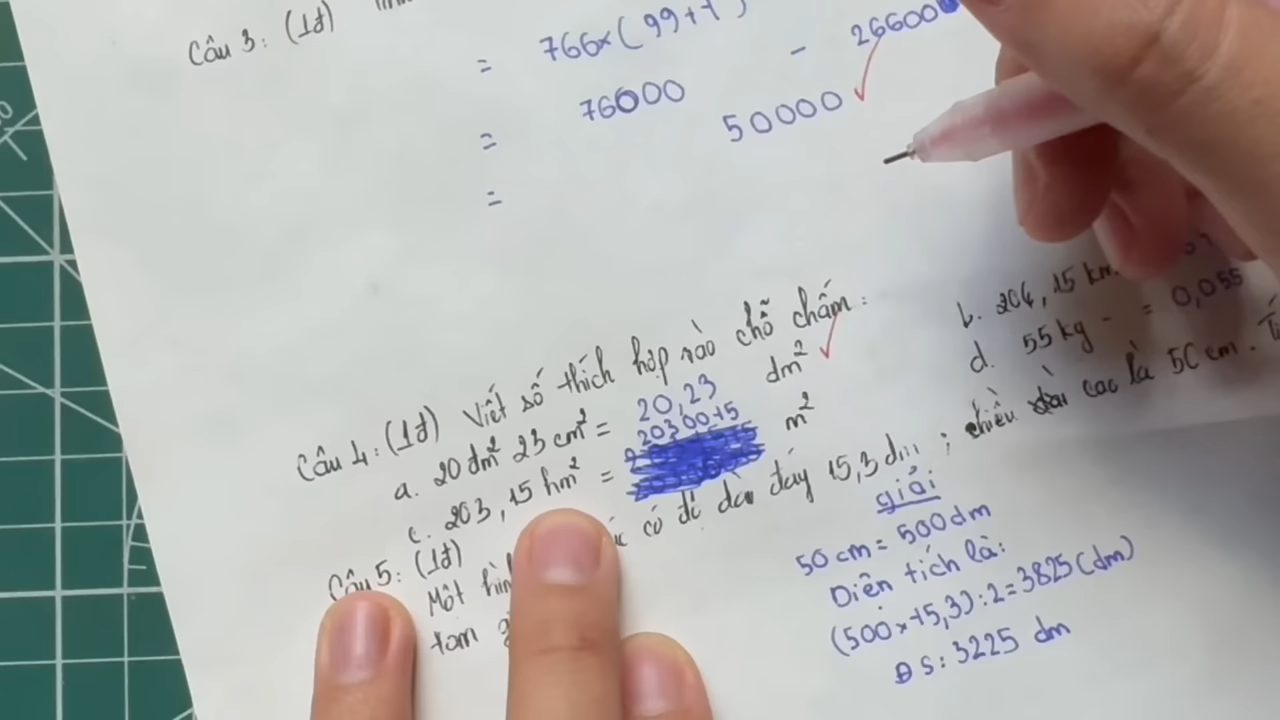 Câu 3: (1đ)
= 766×(99+1)
= 76600 - 26600
= 50000
Câu 4: (1đ) Viết số thích hợp vào chỗ chấm:
a. 20 dm² 23 cm² = 20,23 dm²
b. 204,15 km
c. 203,15 hm² = 2030015 m²
d. 55 kg = 0,055
Câu 5: (1đ)
Một có độ dài đáy 15,3 dm; chiều cao là 50 cm.
tam
giải
50 cm = 500 dm
Diện tích là:
(500×15,3):2=3825(dm)
ĐS: 3225 dm